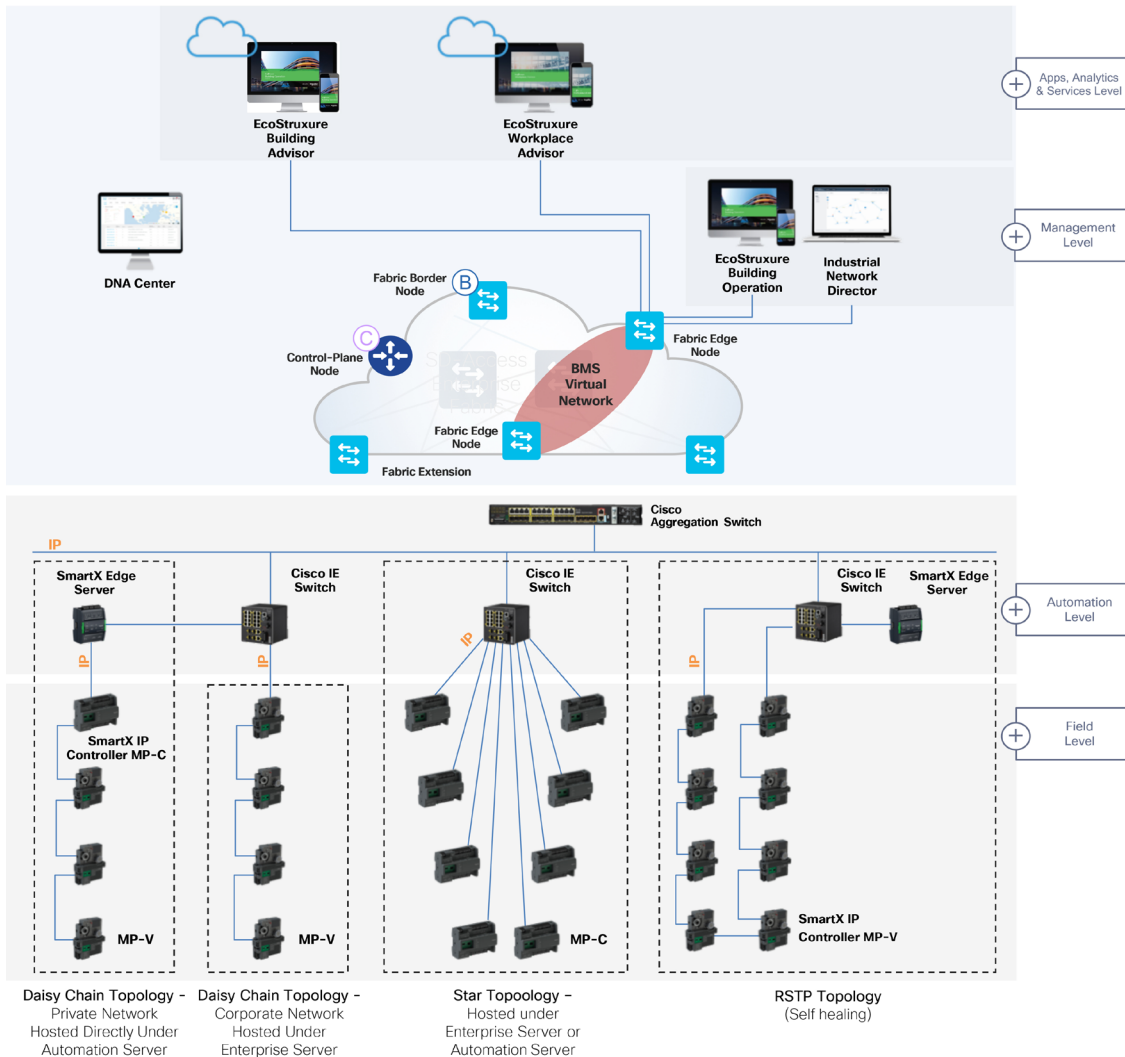 EcoStruxure
Building
Advisor
EcoStruxure
Workplace
Advisor
Apps, Analytics
& Services Level
DNA Center
EcoStruxure
Building
Operation
Industrial
Network
Director
Management
Level
Fabric Border
Node
B
C
Control-Plane
Node
Fabric Edge
Node
BMS
Virtual
Network
Fabric Edge
Node
Fabric Extension
Cisco
Aggregation Switch
IP
SmartX Edge
Server
Cisco IE
Switch
Cisco IE
Switch
Cisco IE
Switch
SmartX Edge
Server
Automation
Level
IP
IP
IP
IP
SmartX IP
Controller MP-C
Field
Level
MP-V
MP-V
MP-C
SmartX IP
Controller MP-V
Daisy Chain Topology -
Private Network
Hosted Directly Under
Automation Server
Daisy Chain Topology -
Corporate Network
Hosted Under
Enterprise Server
Star Topoology -
Hosted under
Enterprise Server or
Automation Server
RSTP Topology
(Self healing)